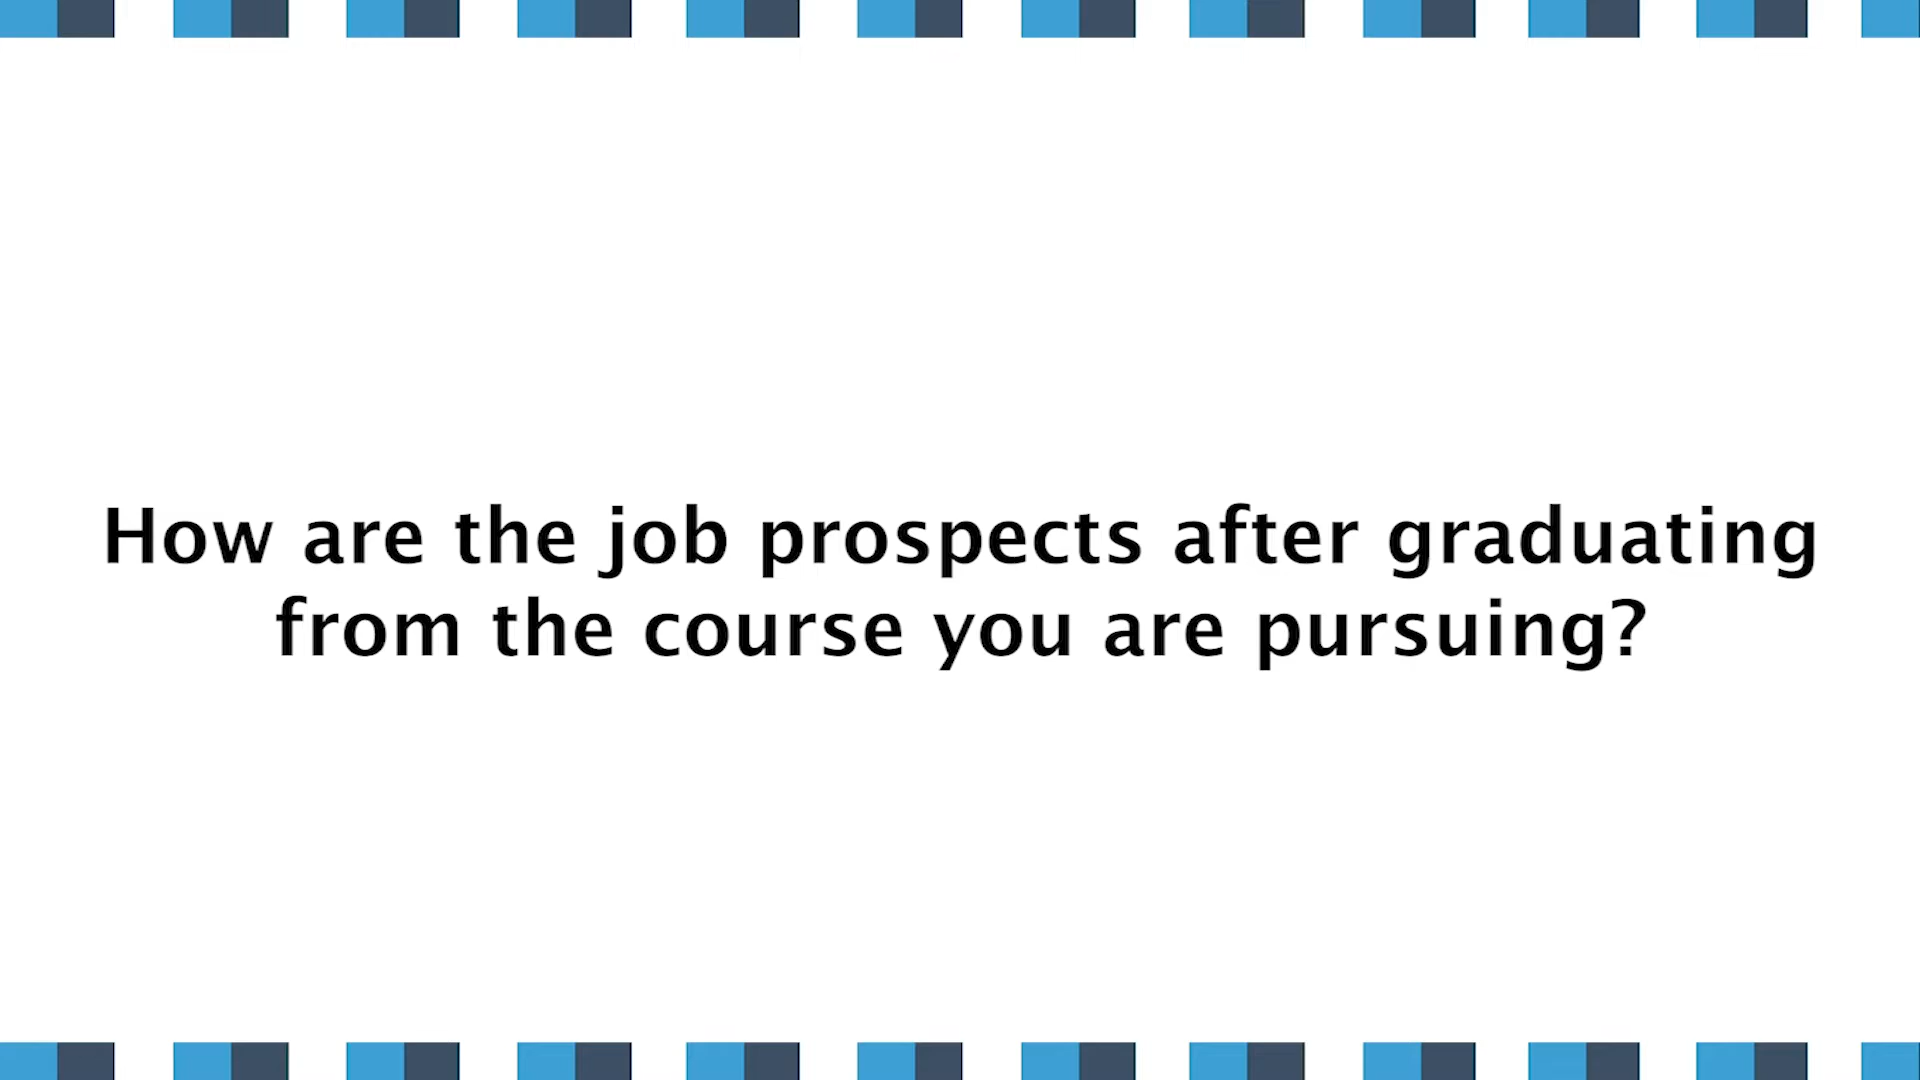 How are the job prospects after graduating
from the course you are pursuing?